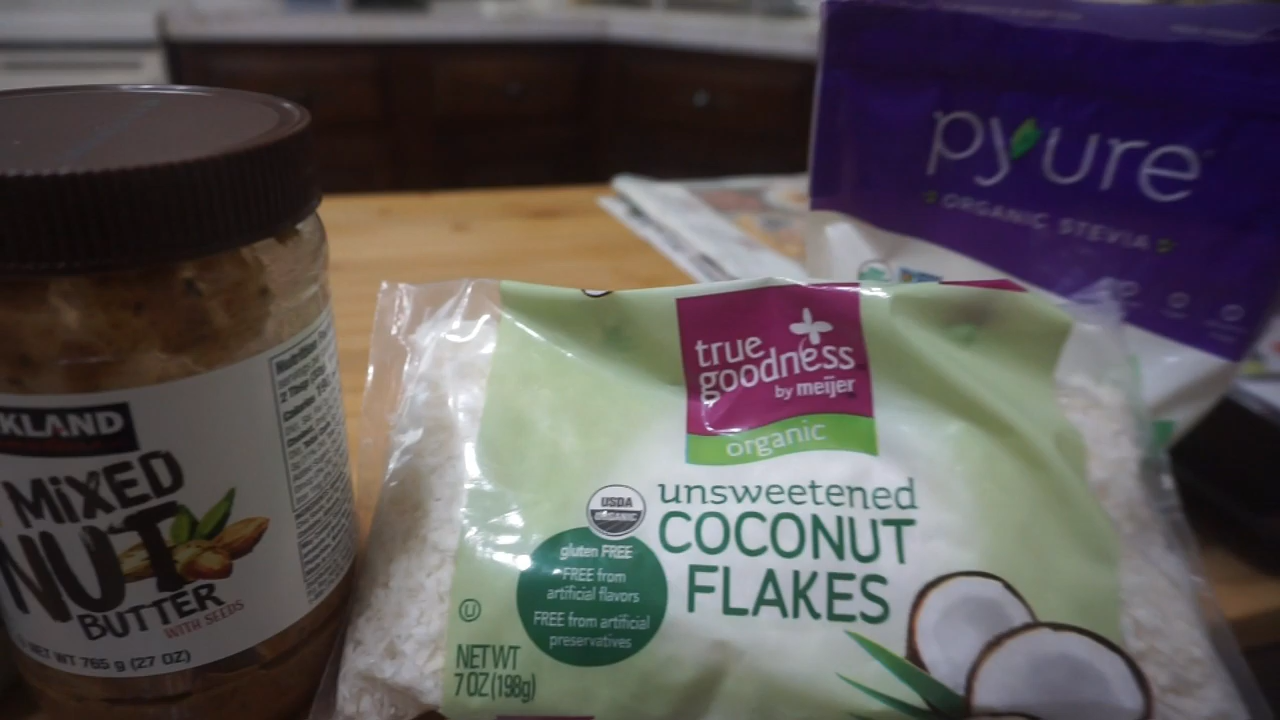 KLAND
MiXED
NUT
BUTTER
WITH SEEDS
NET WT 765 g (27 OZ)
true
goodness
by meijer
organic
USDA
ORGANIC
unsweetened
COCONUT
FLAKES
gluten FREE
FREE from
artificial flavors
FREE from artificial
preservatives
U
NET WT
7 OZ (198g)
pyure
ORGANIC STEVIA